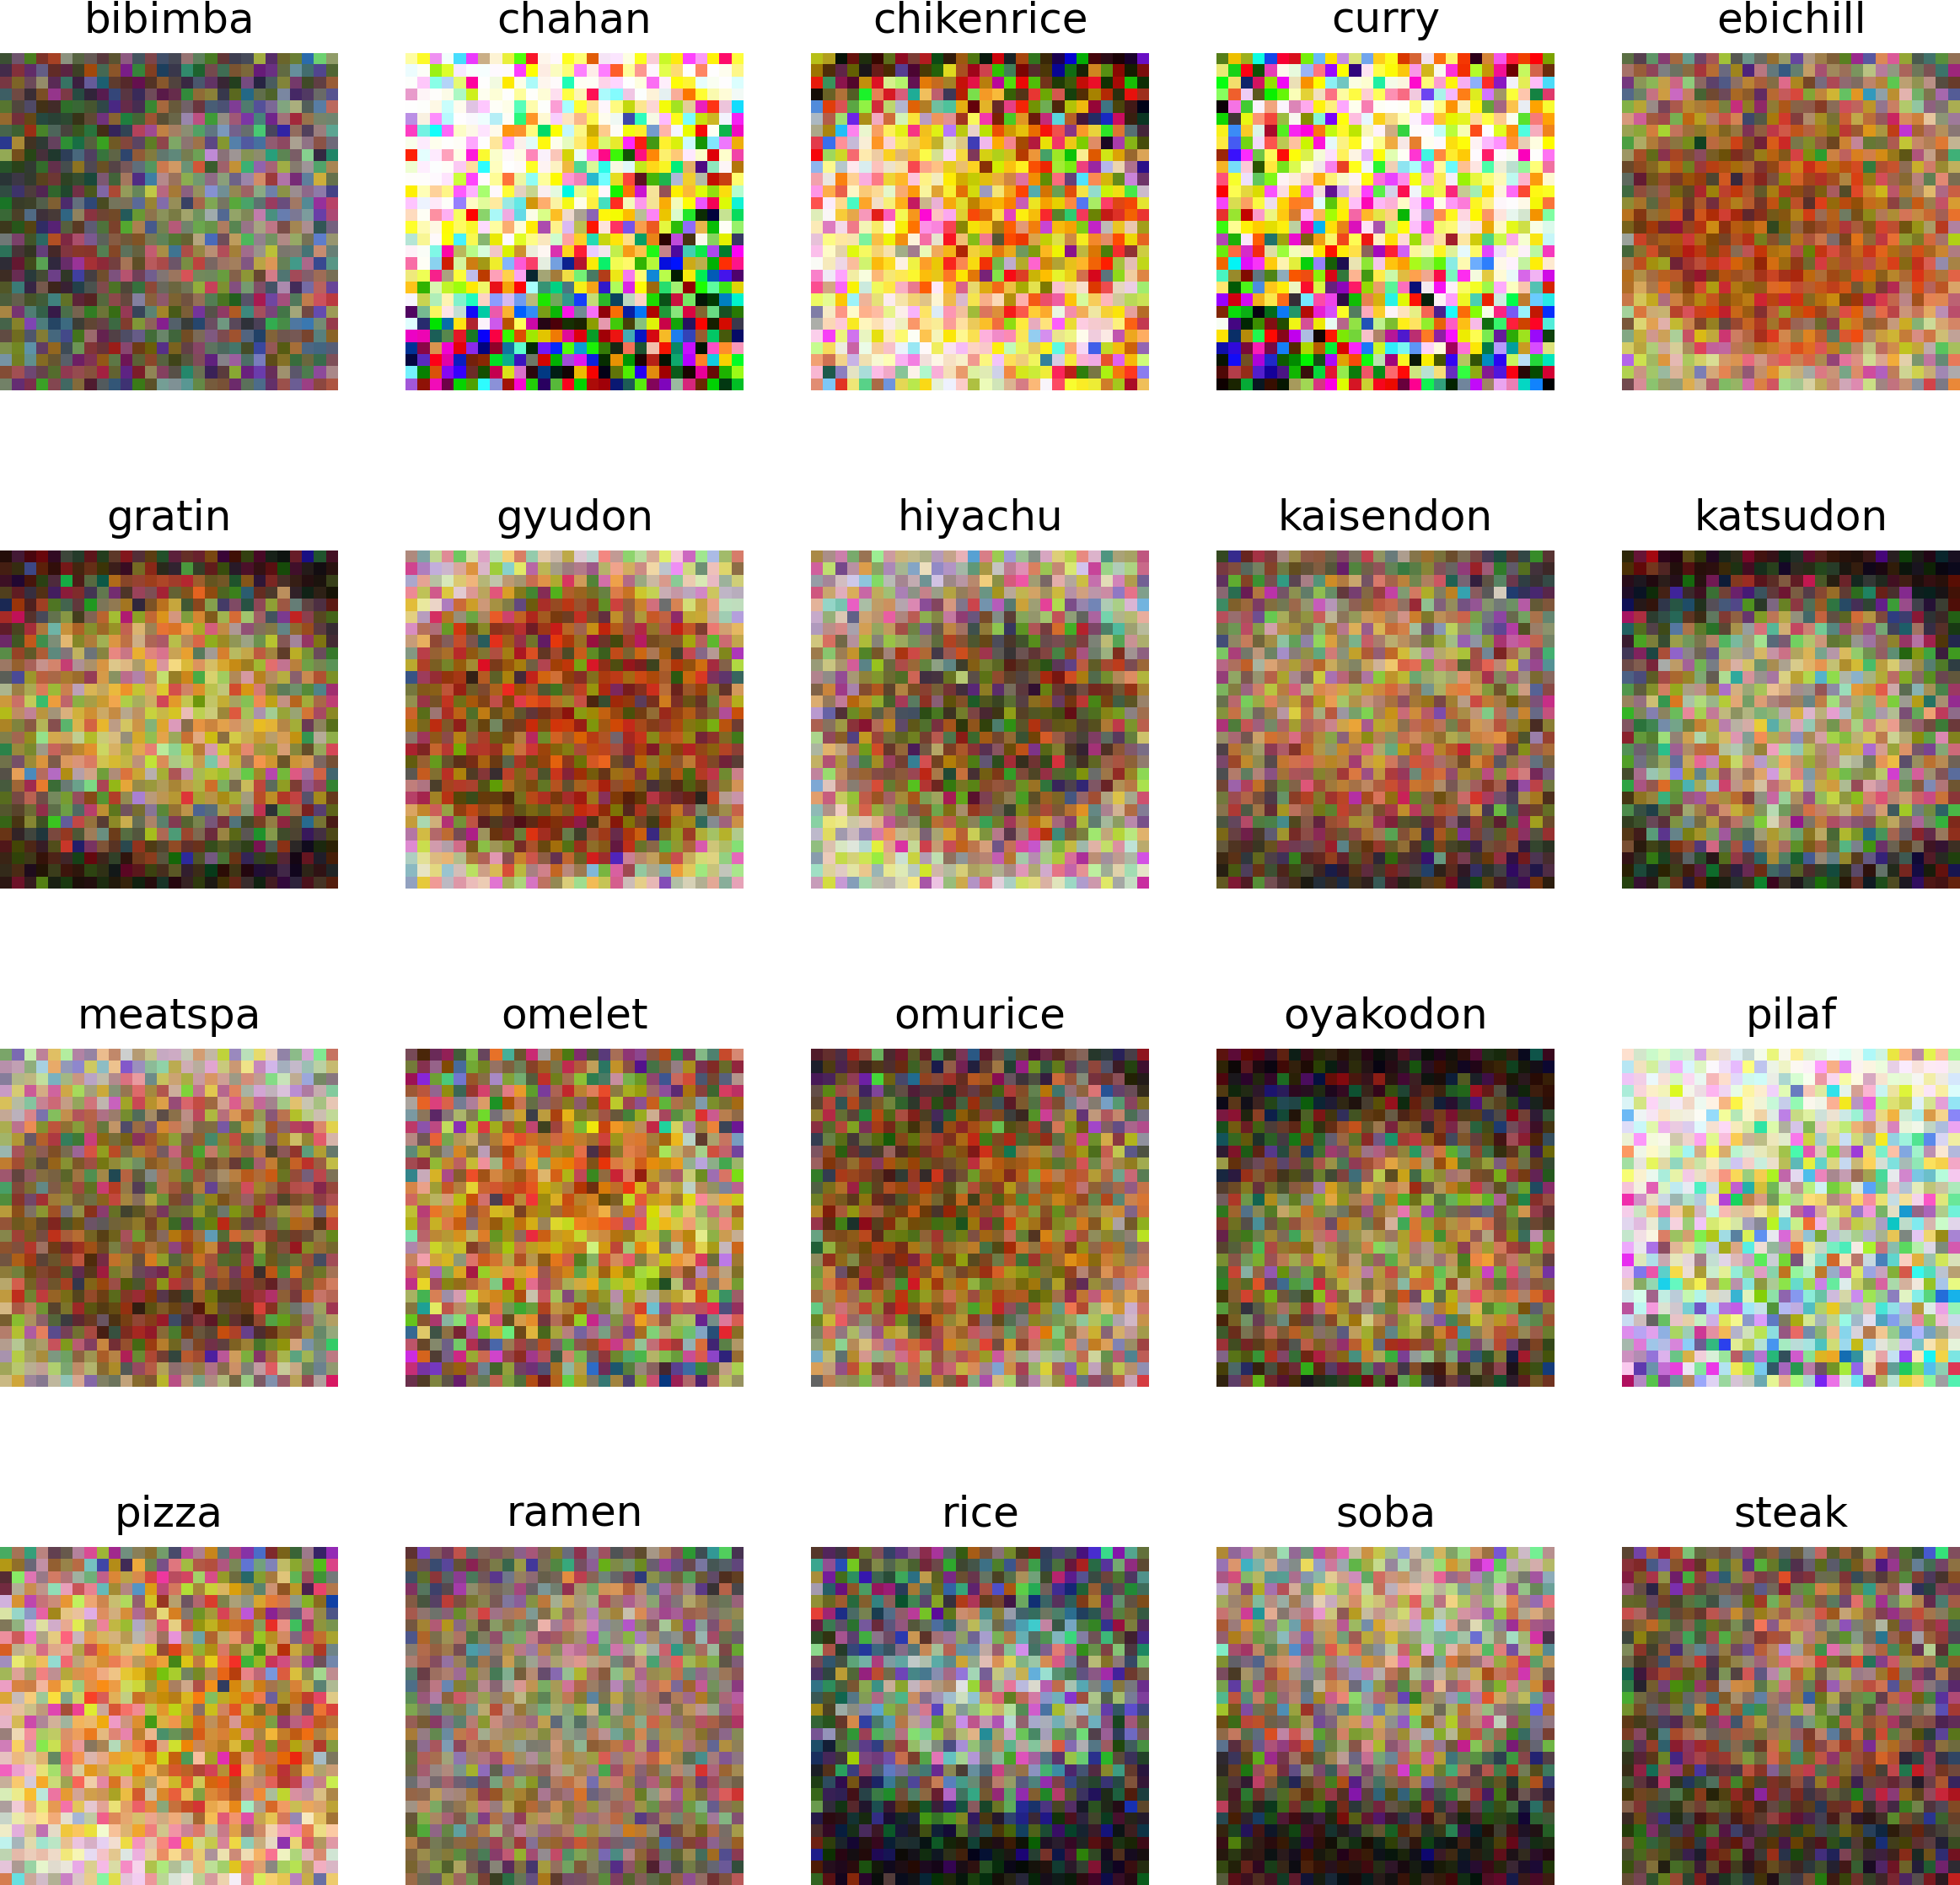 bibimba
chahan
chikenrice
curry
ebichill
gratin
gyudon
hiyachu
kaisendon
katsudon
meatspa
omelet
omurice
oyakodon
pilaf
pizza
ramen
rice
soba
steak